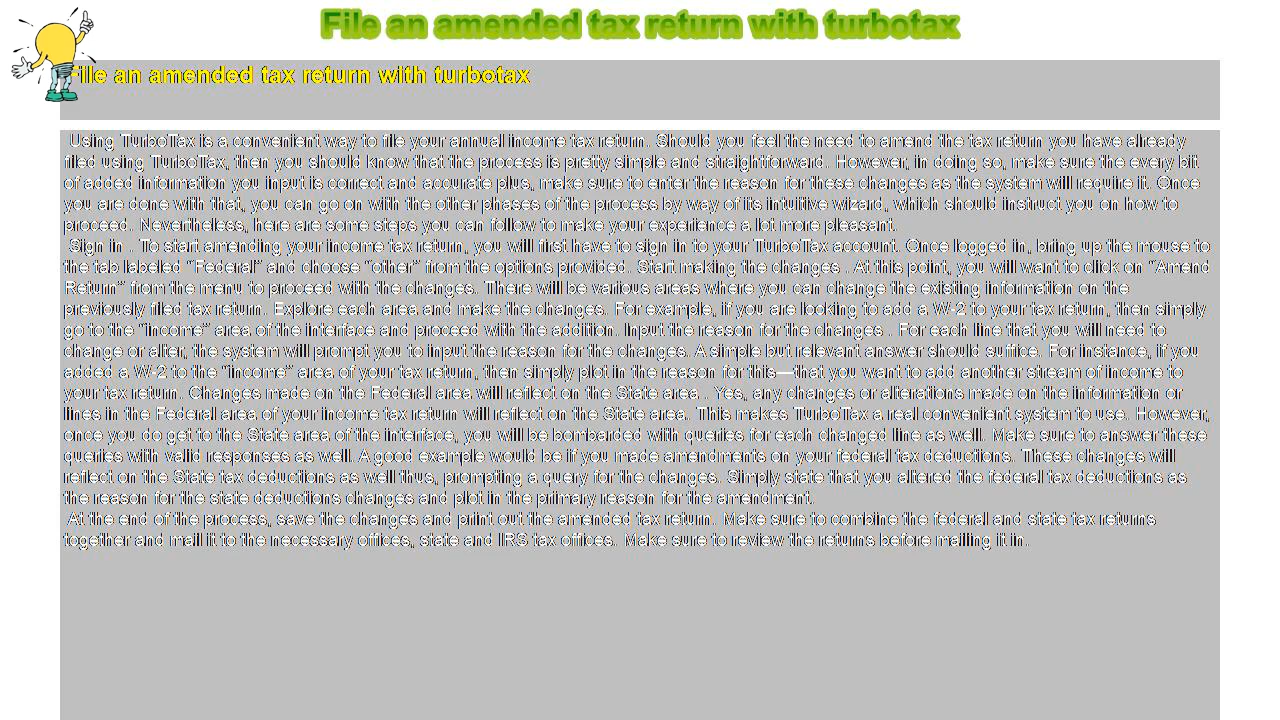 File an amended tax return with turbotax
File an amended tax return with turbotax
Using TurboTax is a convenient way to file your annual income tax return. Should you feel the need to amend the tax return you have already
filed using TurboTax, then you should know that the process is pretty simple and straightforward. However, in doing so, make sure the every bit
of added information you input is correct and accurate plus, make sure to enter the reason for these changes as the system will require it. Once
you are done with that, you can go on with the other phases of the process by way of its intuitive wizard, which should instruct you on how to
proceed. Nevertheless, here are some steps you can follow to make your experience a lot more pleasant.
Sign in . To start amending your income tax return, you will first have to sign in to your TurboTax account. Once logged in, bring up the mouse to
the tab labeled “Federal” and choose “other” from the options provided. Start making the changes . At this point, you will want to click on “Amend
Return” from the menu to proceed with the changes. There will be various areas where you can change the existing information on the
previously filed tax return. Explore each area and make the changes. For example, if you are looking to add a W-2 to your tax return, then simply
go to the “income” area of the interface and proceed with the addition. Input the reason for the changes . For each line that you will need to
change or alter, the system will prompt you to input the reason for the changes. A simple but relevant answer should suffice. For instance, if you
added a W-2 to the “income” area of your tax return, then simply plot in the reason for this—that you want to add another stream of income to
your tax return. Changes made on the Federal area will reflect on the State area . Yes, any changes or alterations made on the information or
lines in the Federal area of your income tax return will reflect on the State area. This makes TurboTax a real convenient system to use. However,
once you do get to the State area of the interface, you will be bombarded with queries for each changed line as well. Make sure to answer these
queries with valid responses as well. A good example would be if you made amendments on your federal tax deductions. These changes will
reflect on the State tax deductions as well thus, prompting a query for the changes. Simply state that you altered the federal tax deductions as
the reason for the state deductions changes and plot in the primary reason for the amendment.
At the end of the process, save the changes and print out the amended tax return. Make sure to combine the federal and state tax returns
together and mail it to the necessary offices, state and IRS tax offices. Make sure to review the returns before mailing it in.